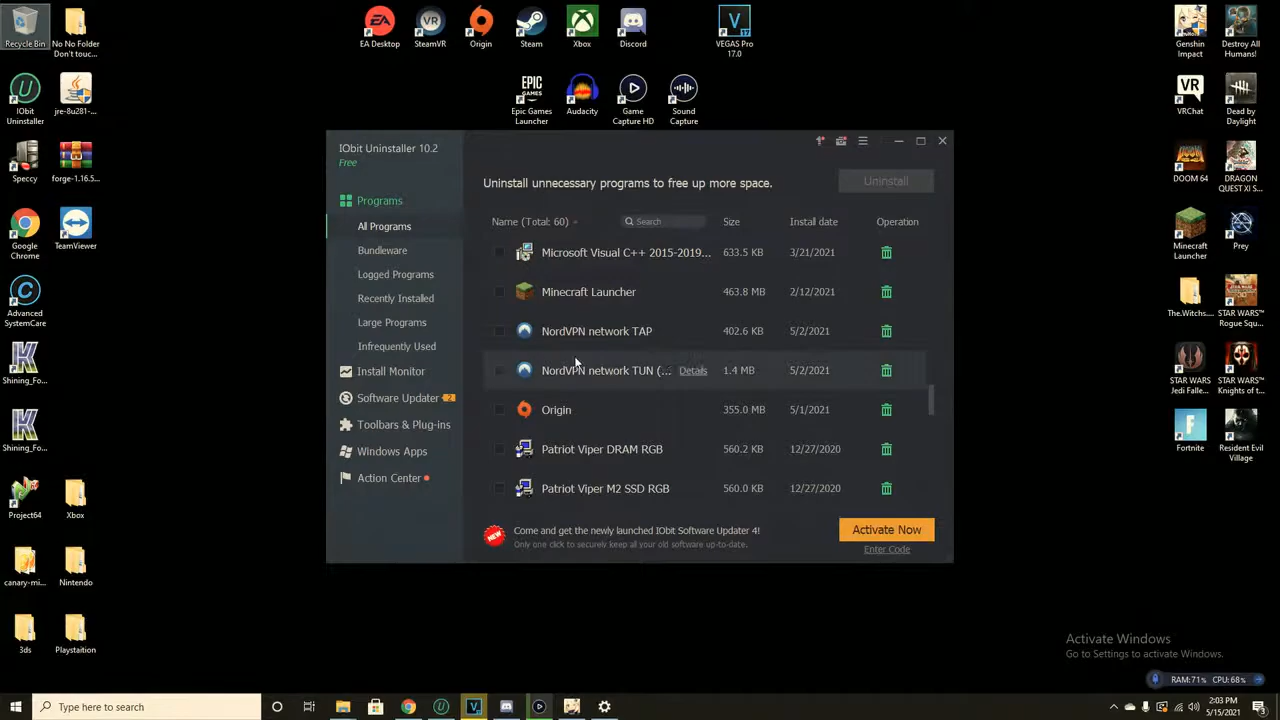 Recycle Bin
No No Folder
Don't touc...
EA Desktop
SteamVR
Origin
Steam
Xbox
Discord
VEGAS Pro
17.0
Genshin
Impact
Destroy All
Humans!
IObit
Uninstaller
jre-8u281-...
Epic Games
Launcher
Audacity
Game
Capture HD
Sound
Capture
VRChat
Dead by
Daylight
Speccy
forge-1.16.5...
DOOM 64
DRAGON
QUEST XI S...
Google
Chrome
TeamViewer
Minecraft
Launcher
Prey
Advanced
SystemCare
The.Witchs....
STAR WARS
Rogue Squ...
Shining_Fo...
STAR WARS
Jedi Falle...
STAR WARS™
Knights of t...
Shining_Fo...
Fortnite
Resident Evil
Village
Project64
Xbox
canary-mi...
Nintendo
3ds
Playstaition
IObit Uninstaller 10.2
Free
Programs
All Programs
Bundleware
Logged Programs
Recently Installed
Large Programs
Infrequently Used
Install Monitor
Software Updater 2
Toolbars & Plug-ins
Windows Apps
Action Center
Uninstall unnecessary programs to free up more space.
Uninstall
Name (Total: 60) Search Size Install date Operation
Microsoft Visual C++ 2015-2019... 633.5 KB 3/21/2021
Minecraft Launcher 463.8 MB 2/12/2021
NordVPN network TAP 402.6 KB 5/2/2021
NordVPN network TUN (... Details 1.4 MB 5/2/2021
Origin 355.0 MB 5/1/2021
Patriot Viper DRAM RGB 560.2 KB 12/27/2020
Patriot Viper M2 SSD RGB 560.0 KB 12/27/2020
NEW
Come and get the newly launched IObit Software Updater 4!
Only one click to securely keep all your old software up-to-date.
Activate Now
Enter Code
Activate Windows
Go to Settings to activate Windows.
RAM:71% CPU:68%
Type here to search
2:03 PM
5/15/2021